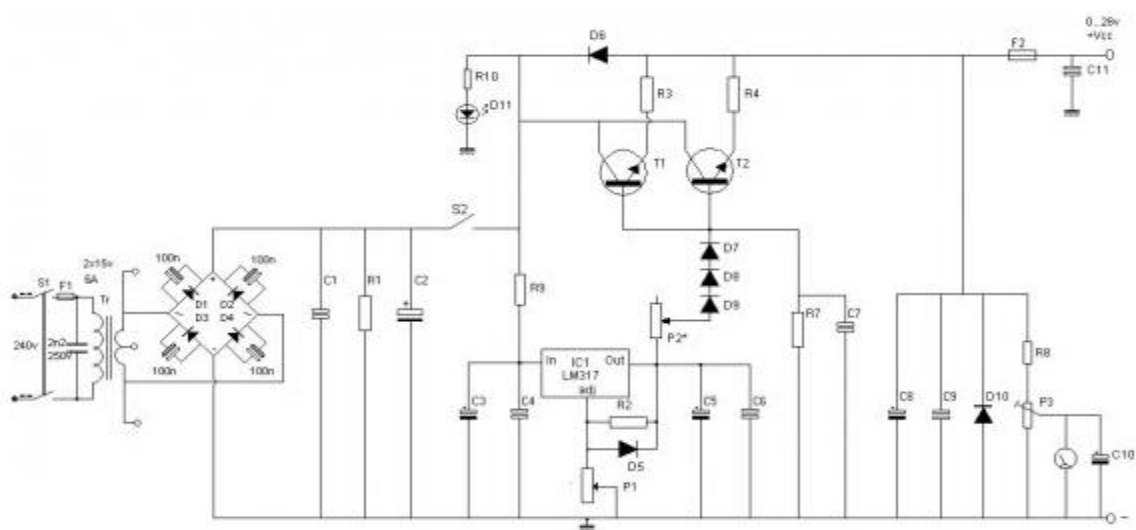 D6
0...28v
+Vcc
F2
C11
R10
D11
R3
R4
T1
T2
S2
2x15v
6A
Tr
S1
F1
100n
100n
D1
D2
D3
D4
100n
100n
240v
2n2
250v
C1
R1
C2
R9
D7
D8
D9
P2*
R7
C7
In
IC1
Out
LM317
adj
R2
D5
P1
C3
C4
C5
C6
C8
C9
D10
R8
P3
C10